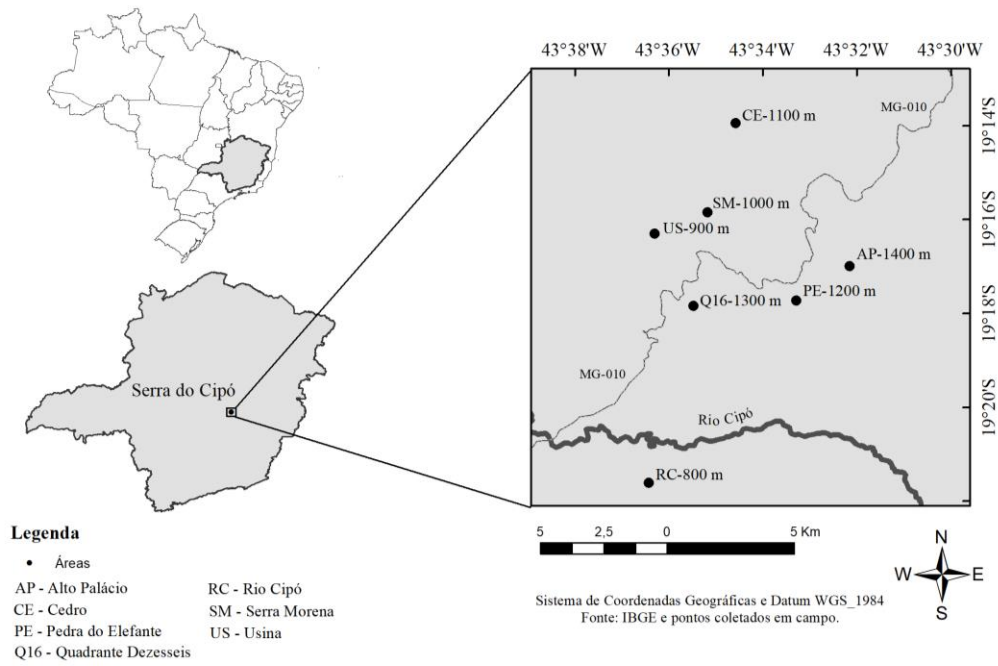 43°38'W 43°36'W 43°34'W 43°32'W 43°30'W
CE-1100 m
MG-010
19°14'S
SM-1000 m
19°16'S
US-900 m
AP-1400 m
PE-1200 m
Q16-1300 m
19°18'S
MG-010
Serra do Cipó
19°20'S
Rio Cipó
RC-800 m
5 2,5 0 5 Km
N
W E
S
Legenda
Áreas
AP - Alto Palácio
CE - Cedro
PE - Pedra do Elefante
Q16 - Quadrante Dezesseis
RC - Rio Cipó
SM - Serra Morena
US - Usina
Sistema de Coordenadas Geográficas e Datum WGS_1984
Fonte: IBGE e pontos coletados em campo.